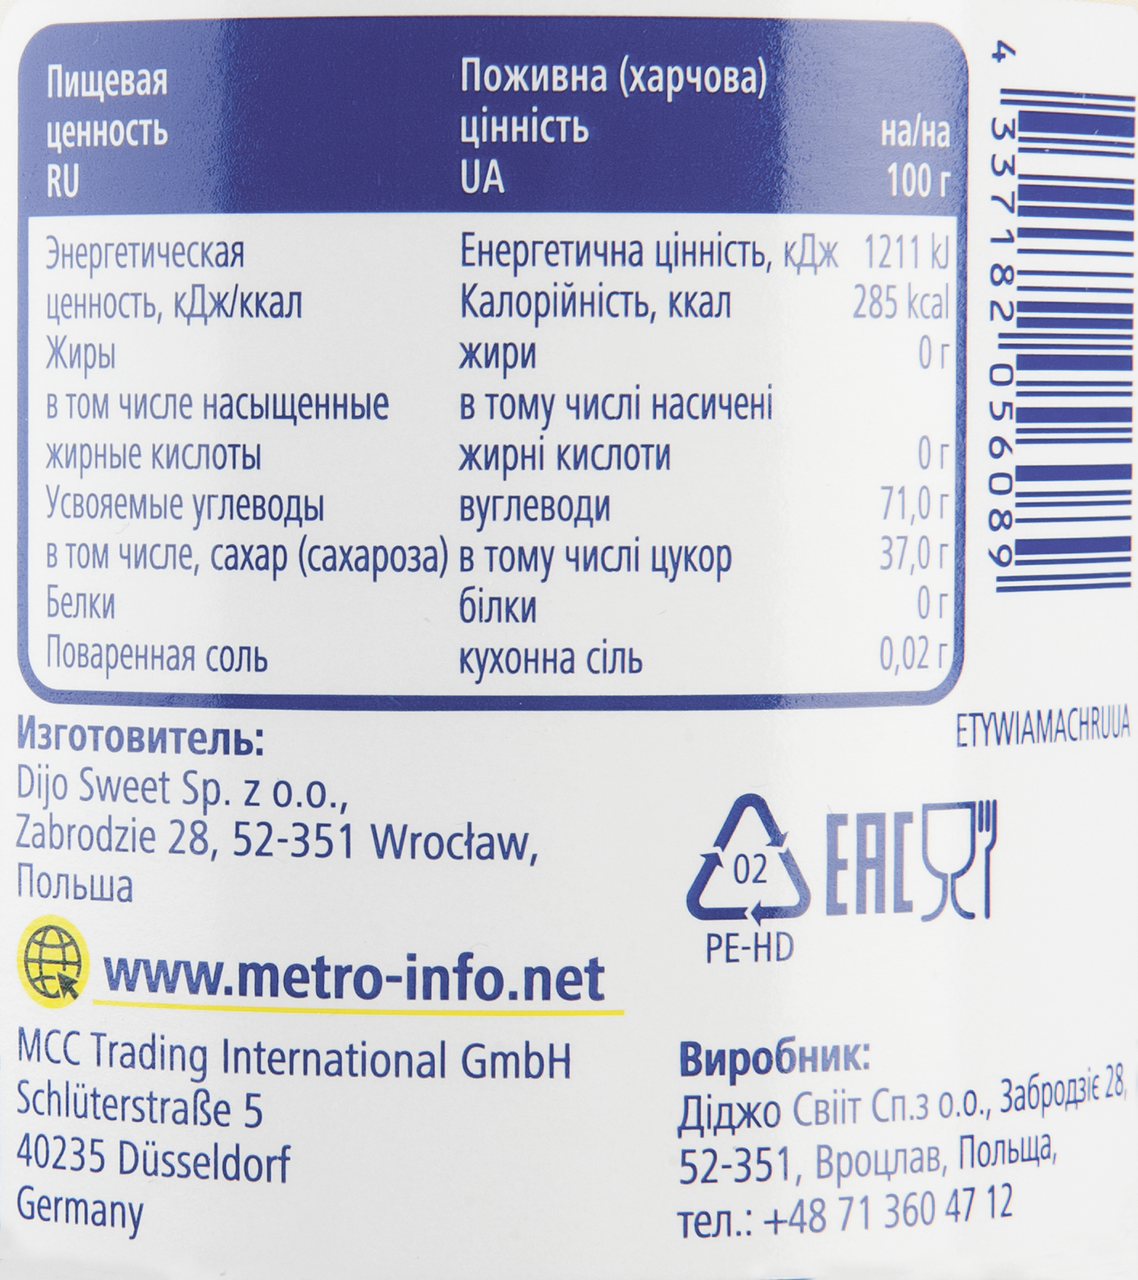 Пищевая
ценность
RU
Поживна (харчова)
цінність
UA
на/на
100 г
Энергетическая Енергетична цінність, кДж 1211 kJ
ценность, кДж/ккал Калорійність, ккал 285 kcal
Жиры жири 0 г
в том числе насыщенные в тому числі насичені
жирные кислоты жирні кислоти 0 г
Усвояемые углеводы вуглеводи 71,0 г
в том числе, сахар (сахароза) в тому числі цукор 37,0 г
Белки білки 0 г
Поваренная соль кухонна сіль 0,02 г
4 337182 056089
ETYWIAMACHRUUA
Изготовитель:
Dijo Sweet Sp. z o.o.,
Zabrodzie 28, 52-351 Wrocław,
Польша
02
PE-HD
EAC
www.metro-info.net
MCC Trading International GmbH
Schlüterstraße 5
40235 Düsseldorf
Germany
Виробник:
Діджо Свііт Сп.з о.о., Забродзіє 28,
52-351, Вроцлав, Польща,
тел.: +48 71 360 47 12